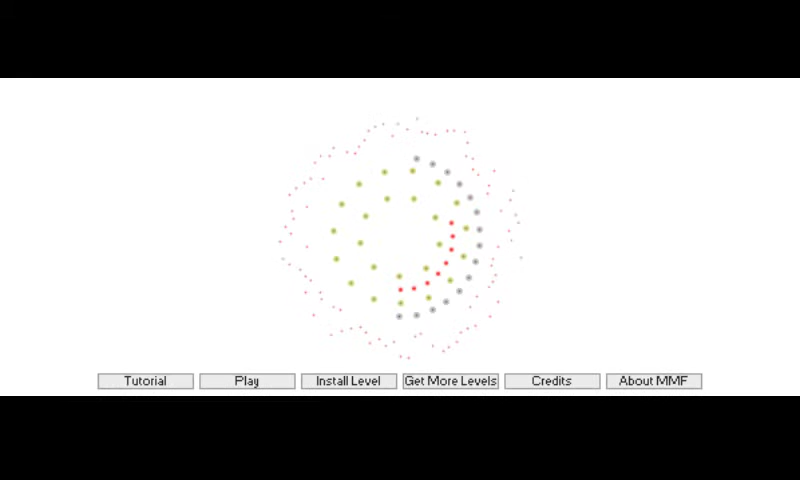 Tutorial
Play
Install Level
Get More Levels
Credits
About MMF